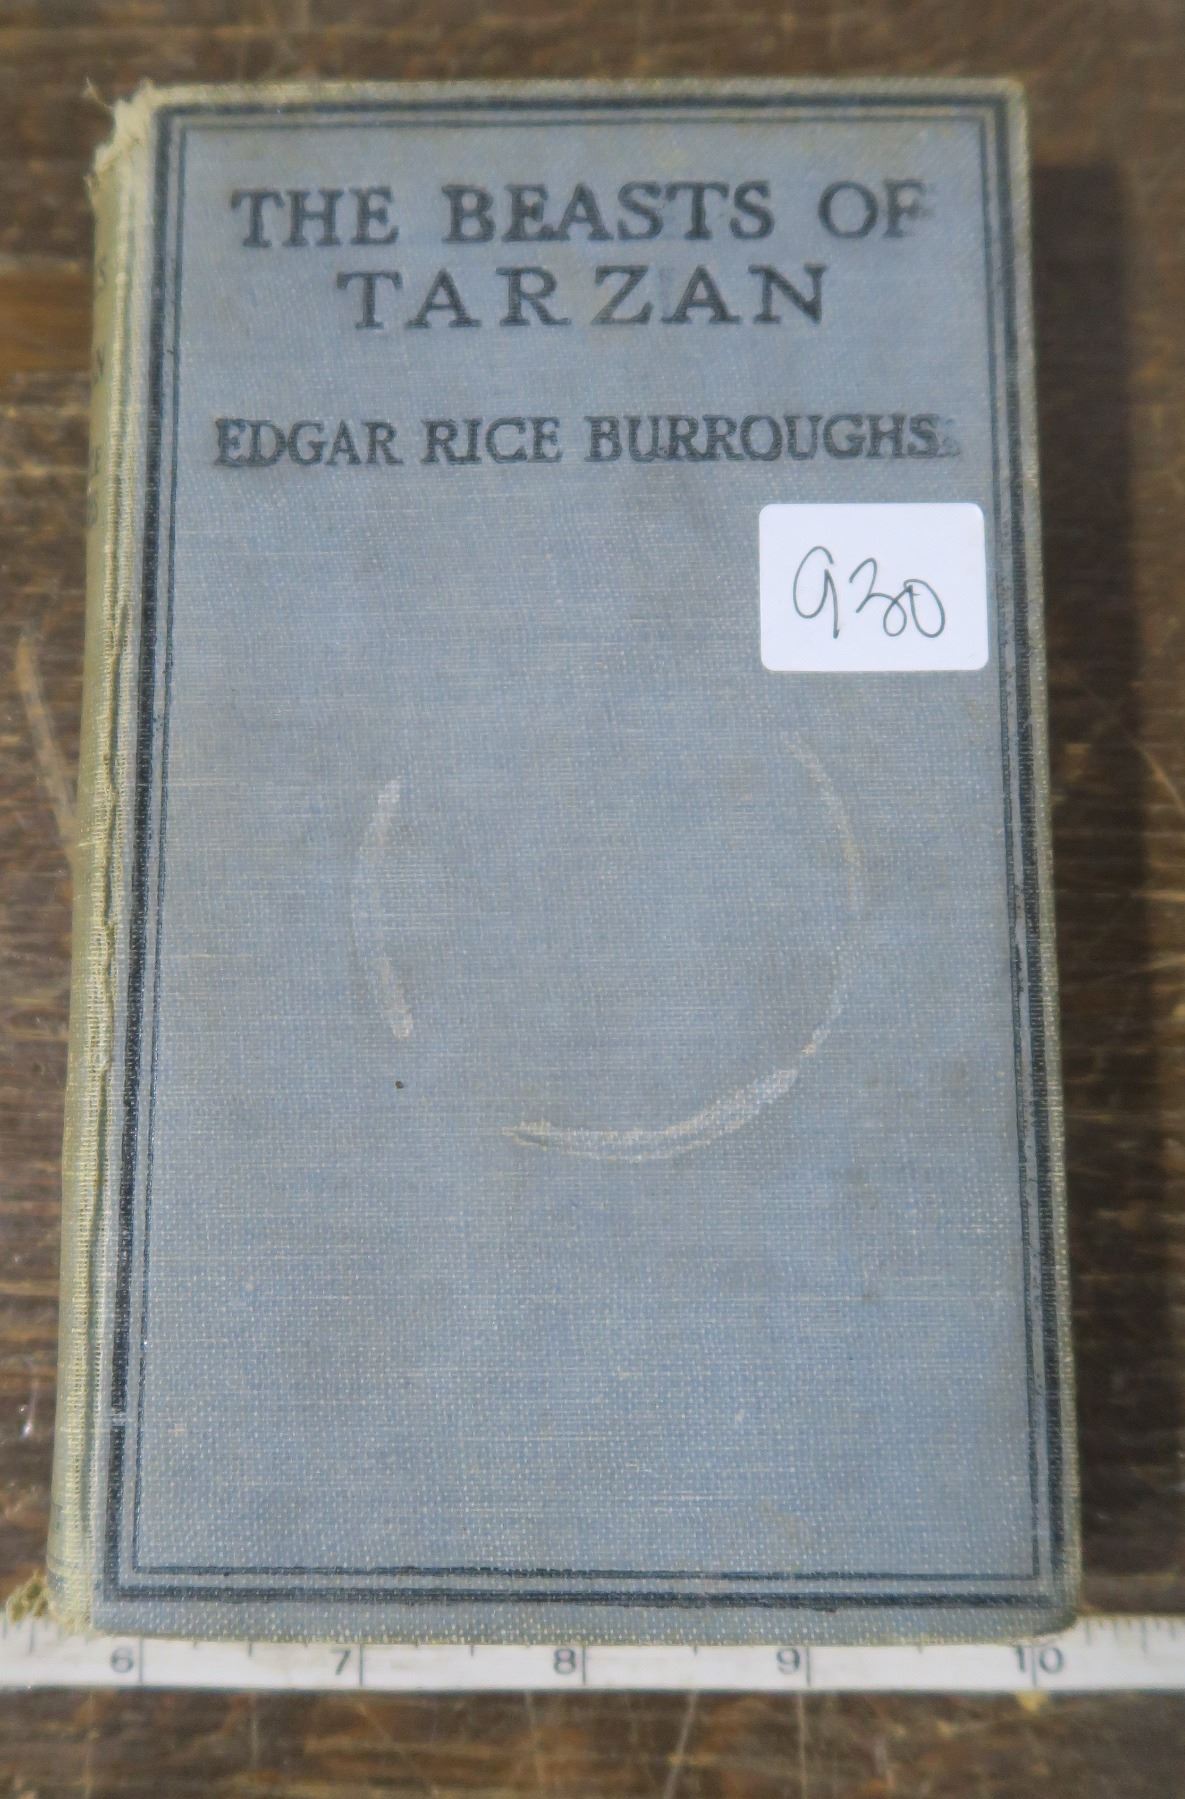 THE BEASTS OF
TARZAN
EDGAR RICE BURROUGHS
930
6 7 8 9 10